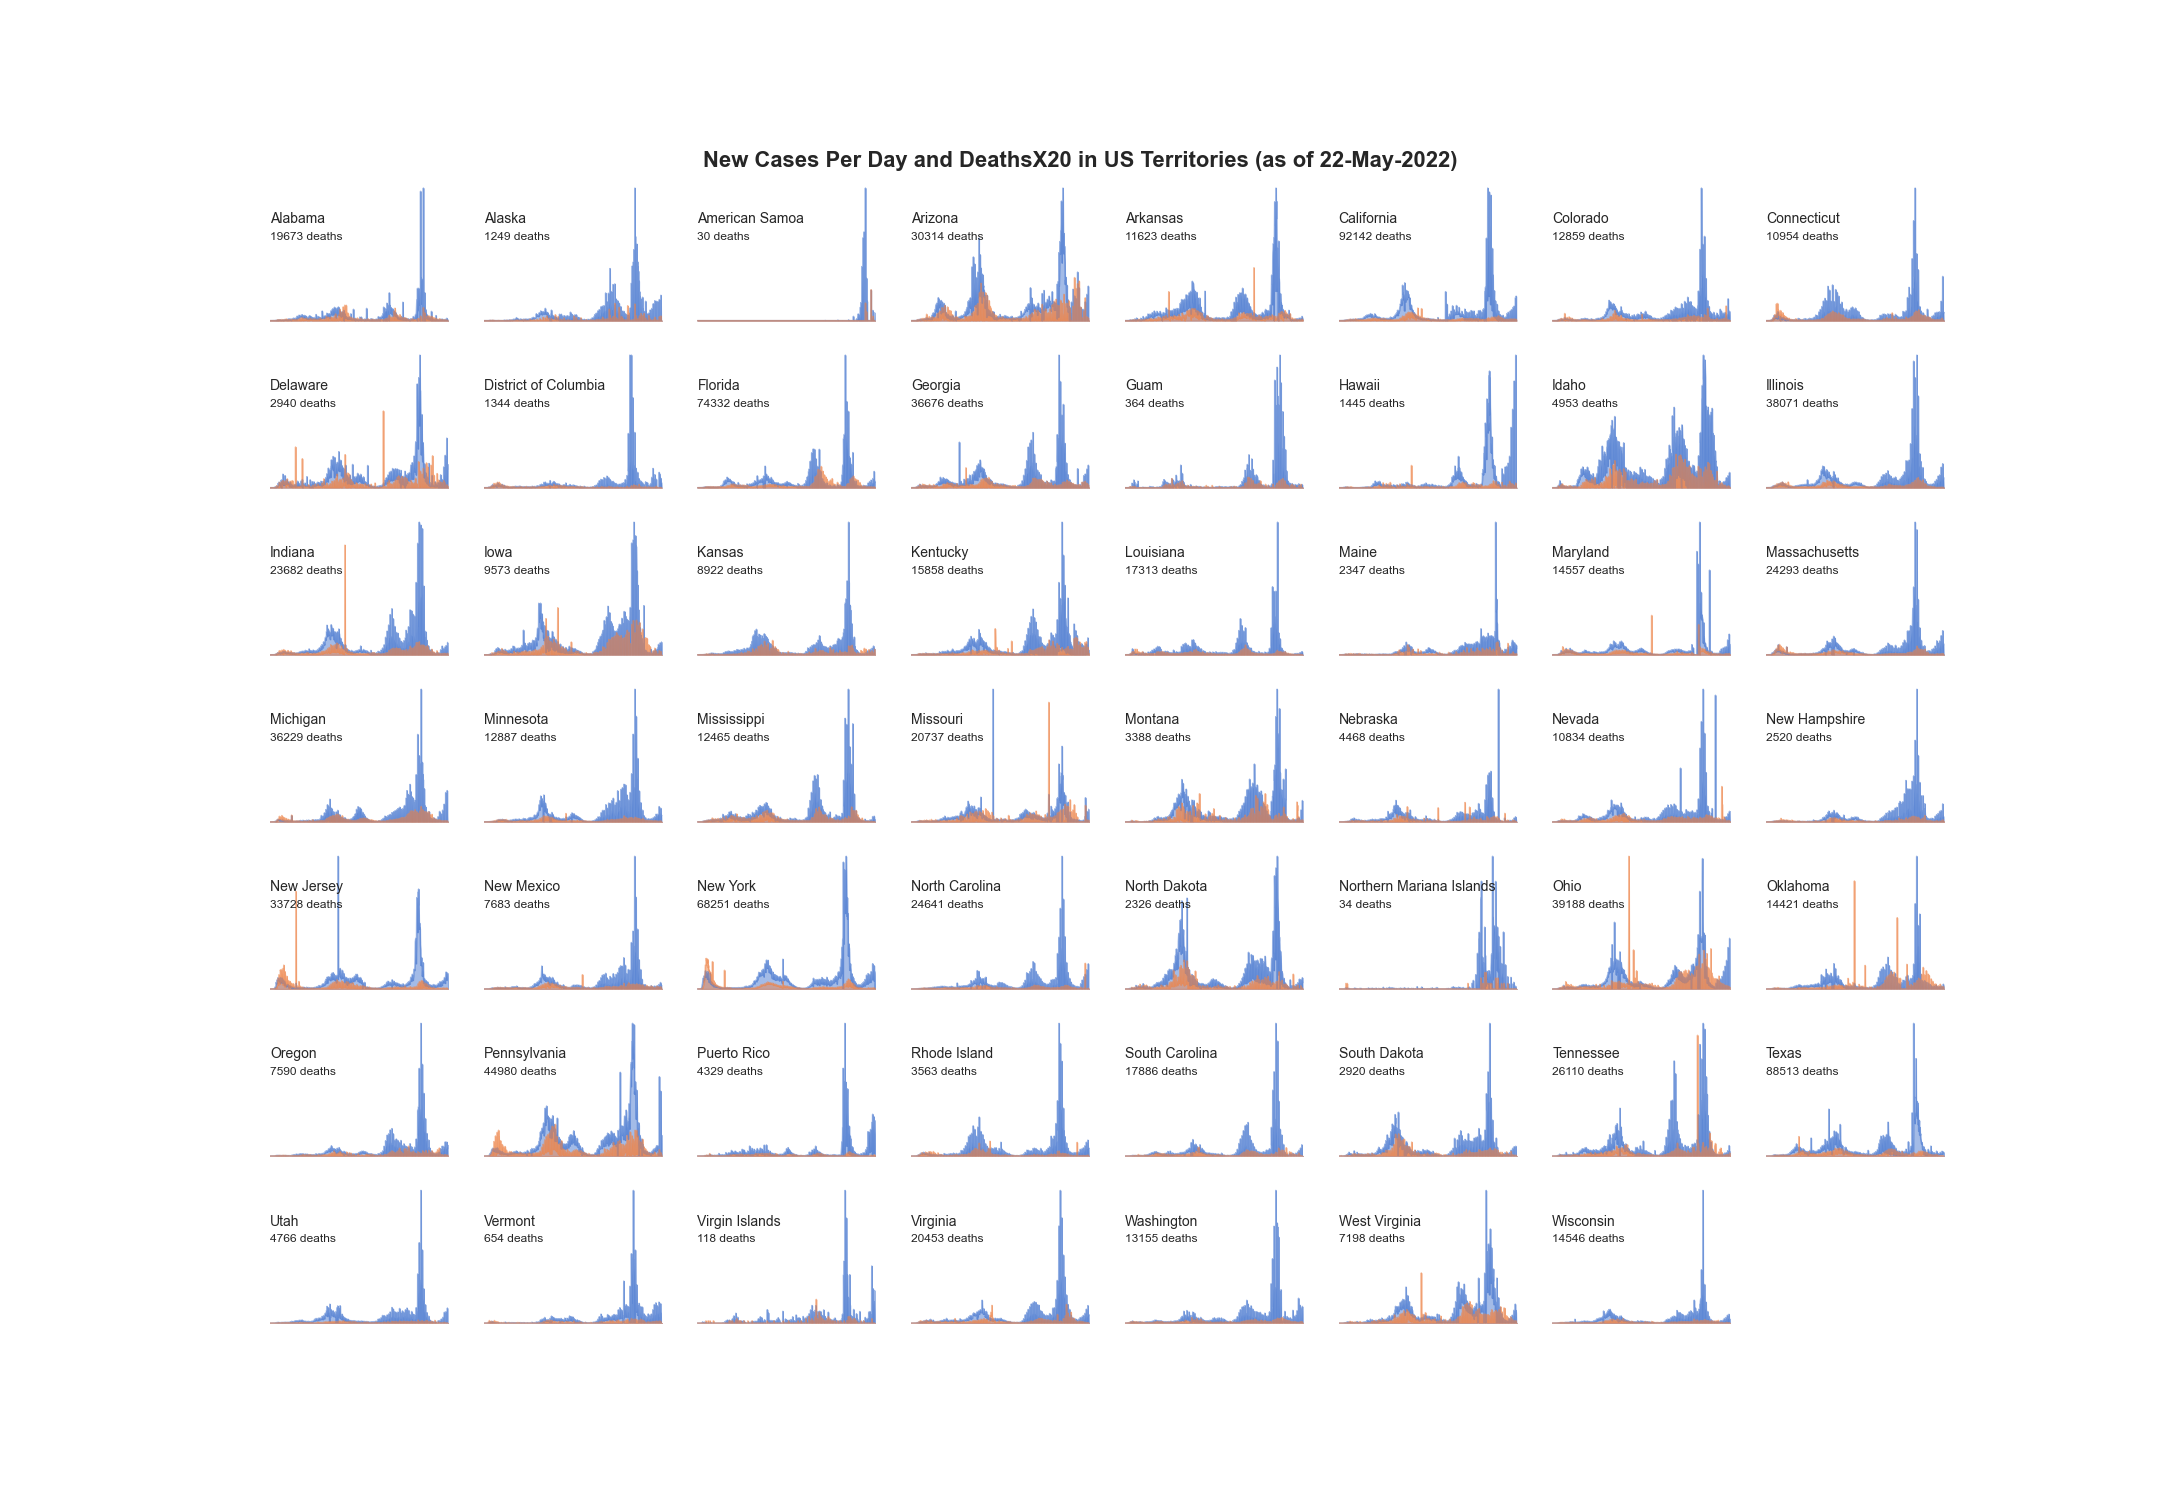 New Cases Per Day and DeathsX20 in US Territories (as of 22-May-2022)
Alabama
19673 deaths
Alaska
1249 deaths
American Samoa
30 deaths
Arizona
30314 deaths
Arkansas
11623 deaths
California
92142 deaths
Colorado
12859 deaths
Connecticut
10954 deaths
Delaware
2940 deaths
District of Columbia
1344 deaths
Florida
74332 deaths
Georgia
36676 deaths
Guam
364 deaths
Hawaii
1445 deaths
Idaho
4953 deaths
Illinois
38071 deaths
Indiana
23682 deaths
Iowa
9573 deaths
Kansas
8922 deaths
Kentucky
15858 deaths
Louisiana
17313 deaths
Maine
2347 deaths
Maryland
14557 deaths
Massachusetts
24293 deaths
Michigan
36229 deaths
Minnesota
12887 deaths
Mississippi
12465 deaths
Missouri
20737 deaths
Montana
3388 deaths
Nebraska
4468 deaths
Nevada
10834 deaths
New Hampshire
2520 deaths
New Jersey
33728 deaths
New Mexico
7683 deaths
New York
68251 deaths
North Carolina
24641 deaths
North Dakota
2326 deaths
Northern Mariana Islands
34 deaths
Ohio
39188 deaths
Oklahoma
14421 deaths
Oregon
7590 deaths
Pennsylvania
44980 deaths
Puerto Rico
4329 deaths
Rhode Island
3563 deaths
South Carolina
17886 deaths
South Dakota
2920 deaths
Tennessee
26110 deaths
Texas
88513 deaths
Utah
4766 deaths
Vermont
654 deaths
Virgin Islands
118 deaths
Virginia
20453 deaths
Washington
13155 deaths
West Virginia
7198 deaths
Wisconsin
14546 deaths